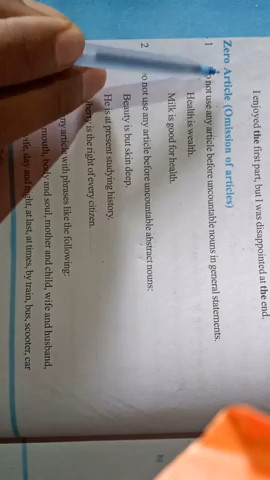 I enjoyed the first part, but I was disappointed at the end.
Zero Article (Omission of articles)
1 not use any article before uncountable nouns in general statements.
Health is wealth.
Milk is good for health.
2 not use any article before uncountable abstract nouns:
Beauty is but skin deep.
He is at present studying history.
is the right of every citizen.
article with phrases like the following:
mouth, body and soul, mother and child, wife and husband,
day and night, at last, at times, by train, bus, scooter, car